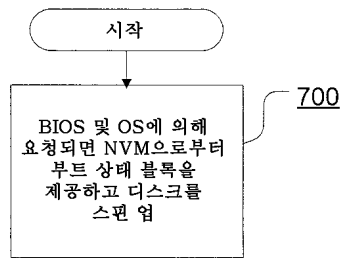 시작
BIOS 및 OS에 의해
요청되면 NVM으로부터
부트 상태 블록을
제공하고 디스크를
스핀 업
700